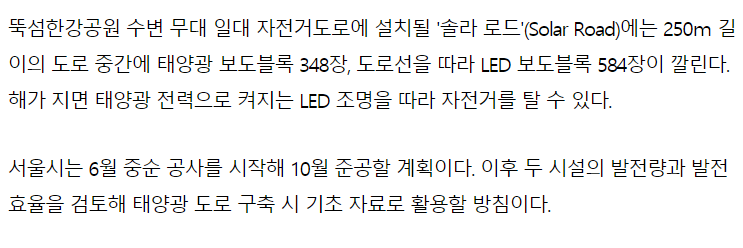 뚝섬한강공원 수변 무대 일대 자전거도로에 설치될 '솔라 로드'(Solar Road)에는 250m 길
이의 도로 중간에 태양광 보도블록 348장, 도로선을 따라 LED 보도블록 584장이 깔린다.
해가 지면 태양광 전력으로 켜지는 LED 조명을 따라 자전거를 탈 수 있다.
서울시는 6월 중순 공사를 시작해 10월 준공할 계획이다. 이후 두 시설의 발전량과 발전
효율을 검토해 태양광 도로 구축 시 기초 자료로 활용할 방침이다.